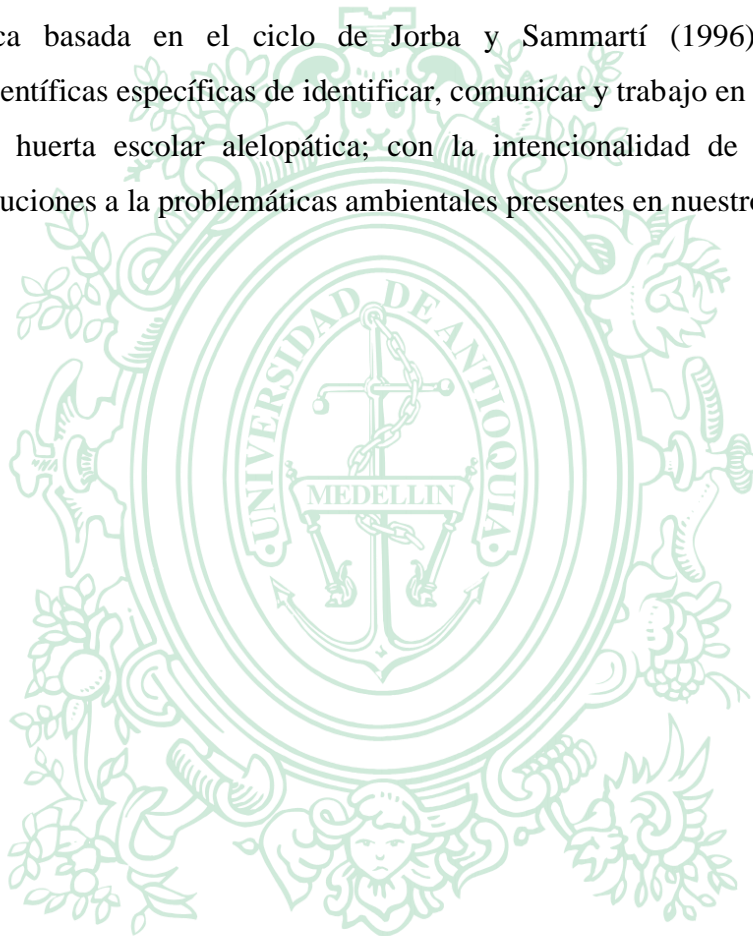 ca basada en el ciclo de Jorba y Sammartí (1996)
entíficas específicas de identificar, comunicar y trabajo en
huerta escolar alelopática; con la intencionalidad de
uciones a la problemáticas ambientales presentes en nuestro
UNIVERSIDAD DE ANTIOQUIA
MEDELLIN